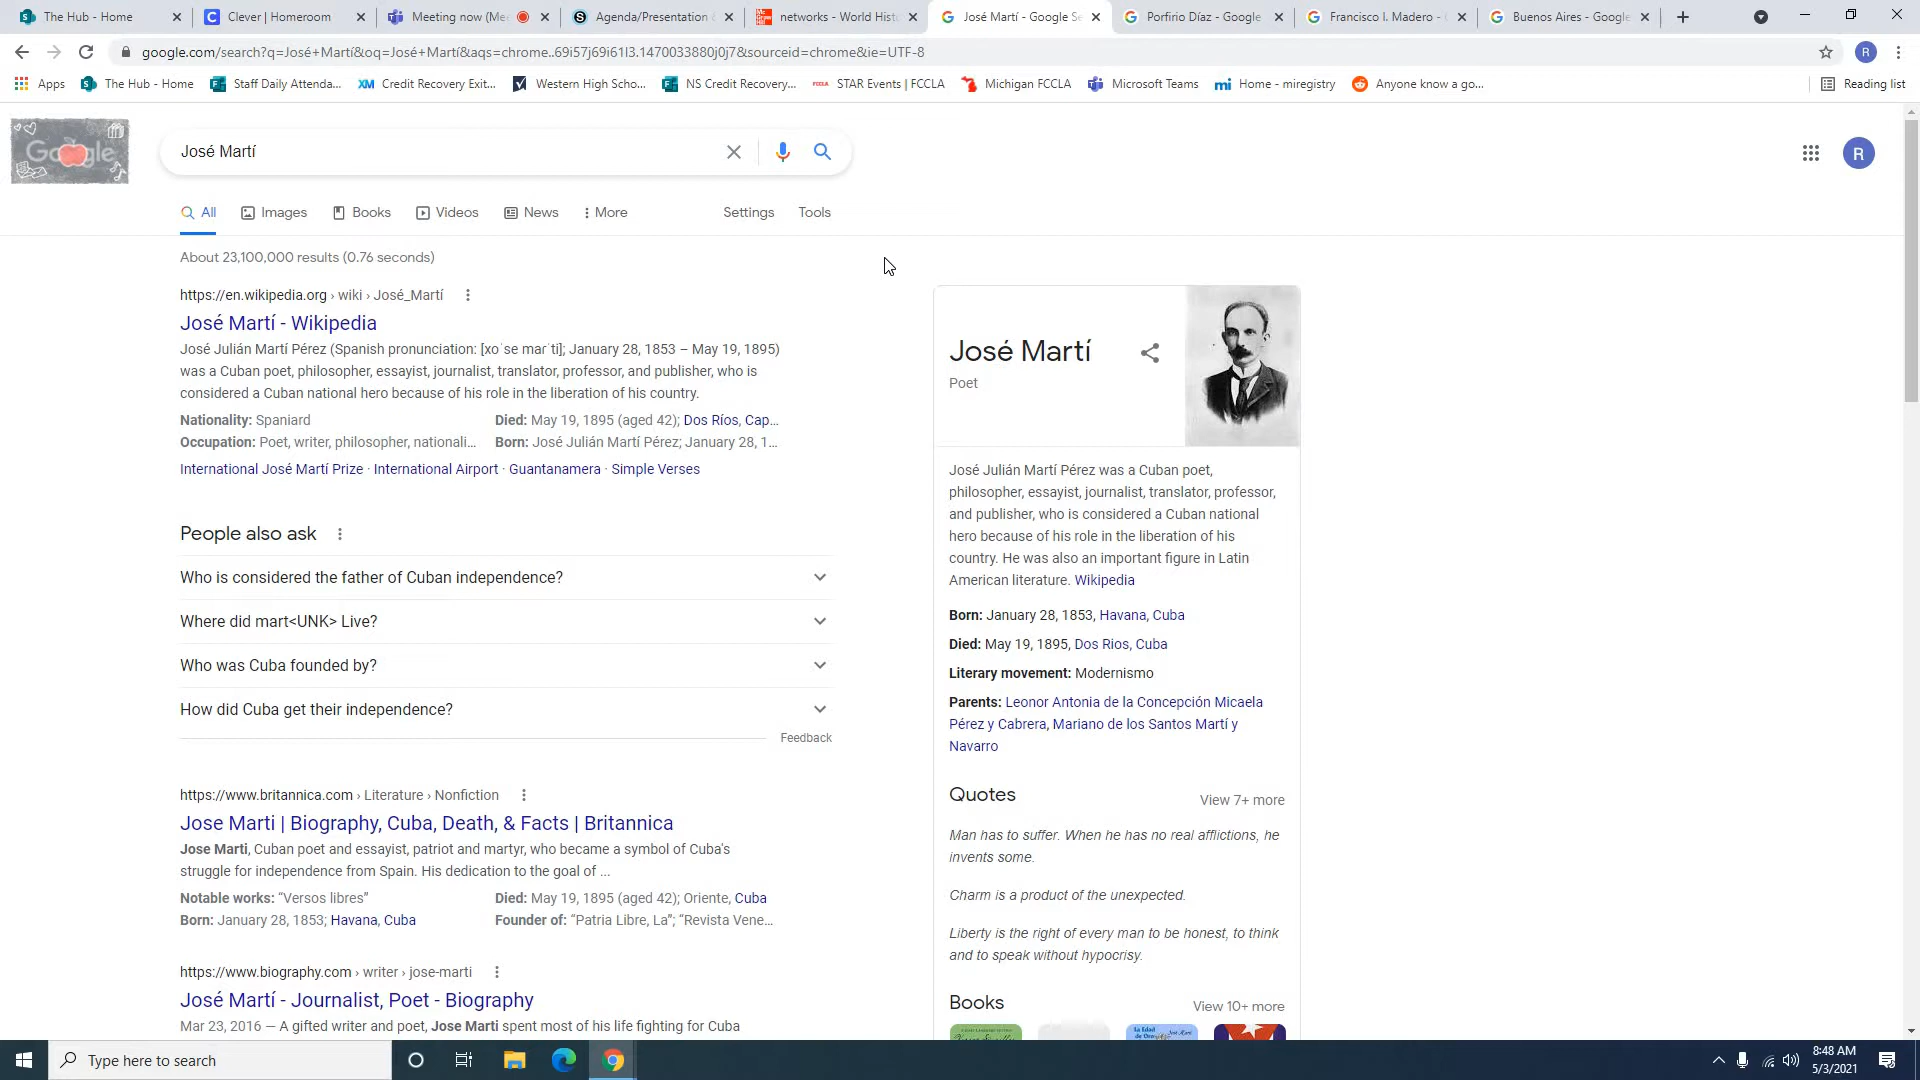 The Hub - Home
Clever | Homeroom
Meeting now (Me
Agenda/Presentation
networks - World Hist
José Martí - Google Se
Porfirio Díaz - Google
Francisco I. Madero -
Buenos Aires - Google
google.com/search?q=José+Martí&oq=José+Martí&aqs=chrome..69i57j69i61l3.1470033880j0j7&sourceid=chrome&ie=UTF-8
R
Apps
The Hub - Home
Staff Daily Attenda...
XM Credit Recovery Exit...
Western High Scho...
NS Credit Recovery...
FCCLA STAR Events | FCCLA
Michigan FCCLA
Microsoft Teams
mi Home - miregistry
Anyone know a go...
Reading list
Google
José Martí
R
All
Images
Books
Videos
News
More
Settings
Tools
About 23,100,000 results (0.76 seconds)
https://en.wikipedia.org › wiki › José_Martí
José Martí - Wikipedia
José Julián Martí Pérez (Spanish pronunciation: [xoˈse maɾˈti]; January 28, 1853 – May 19, 1895)
was a Cuban poet, philosopher, essayist, journalist, translator, professor, and publisher, who is
considered a Cuban national hero because of his role in the liberation of his country.
Nationality: Spaniard
Died: May 19, 1895 (aged 42); Dos Ríos, Cap...
Occupation: Poet, writer, philosopher, nationali...
Born: José Julián Martí Pérez; January 28, 1...
International José Martí Prize · International Airport · Guantanamera · Simple Verses
People also ask
Who is considered the father of Cuban independence?
Where did mart<UNK> Live?
Who was Cuba founded by?
How did Cuba get their independence?
Feedback
https://www.britannica.com › Literature › Nonfiction
Jose Marti | Biography, Cuba, Death, & Facts | Britannica
Jose Marti, Cuban poet and essayist, patriot and martyr, who became a symbol of Cuba's
struggle for independence from Spain. His dedication to the goal of ...
Notable works: “Versos libres”
Died: May 19, 1895 (aged 42); Oriente, Cuba
Born: January 28, 1853; Havana, Cuba
Founder of: “Patria Libre, La”; “Revista Vene...
https://www.biography.com › writer › jose-marti
José Martí - Journalist, Poet - Biography
Mar 23, 2016 — A gifted writer and poet, Jose Marti spent most of his life fighting for Cuba
José Martí
Poet
José Julián Martí Pérez was a Cuban poet,
philosopher, essayist, journalist, translator, professor,
and publisher, who is considered a Cuban national
hero because of his role in the liberation of his
country. He was also an important figure in Latin
American literature. Wikipedia
Born: January 28, 1853, Havana, Cuba
Died: May 19, 1895, Dos Rios, Cuba
Literary movement: Modernismo
Parents: Leonor Antonia de la Concepción Micaela
Pérez y Cabrera, Mariano de los Santos Martí y
Navarro
Quotes
View 7+ more
Man has to suffer. When he has no real afflictions, he
invents some.
Charm is a product of the unexpected.
Liberty is the right of every man to be honest, to think
and to speak without hypocrisy.
Books
View 10+ more
Type here to search
8:48 AM
5/3/2021